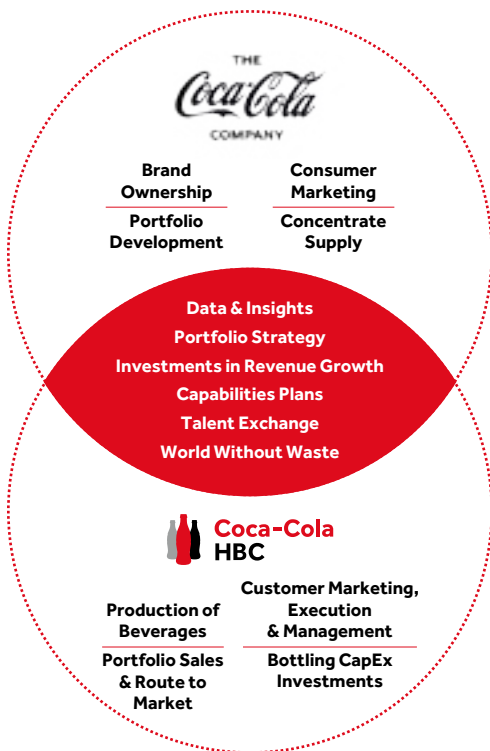 THE
Coca-Cola
COMPANY
Brand
Ownership
Consumer
Marketing
Portfolio
Development
Concentrate
Supply
Data & Insights
Portfolio Strategy
Investments in Revenue Growth
Capabilities Plans
Talent Exchange
World Without Waste
Coca-Cola
HBC
Production of
Beverages
Customer Marketing,
Execution
& Management
Portfolio Sales
& Route to
Market
Bottling CapEx
Investments